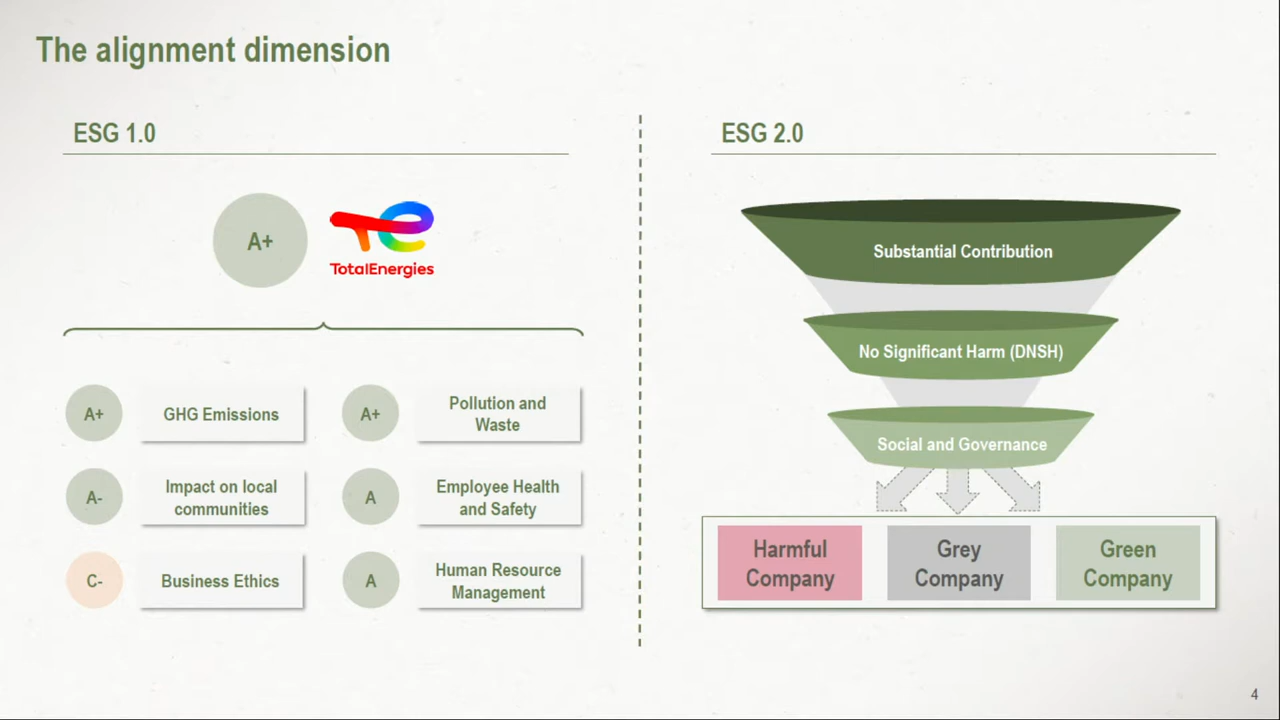 The alignment dimension
ESG 1.0
A+
TotalEnergies
A+
GHG Emissions
A+
Pollution and
Waste
A-
Impact on local
communities
A
Employee Health
and Safety
C-
Business Ethics
A
Human Resource
Management
ESG 2.0
Substantial Contribution
No Significant Harm (DNSH)
Social and Governance
Harmful
Company
Grey
Company
Green
Company
4